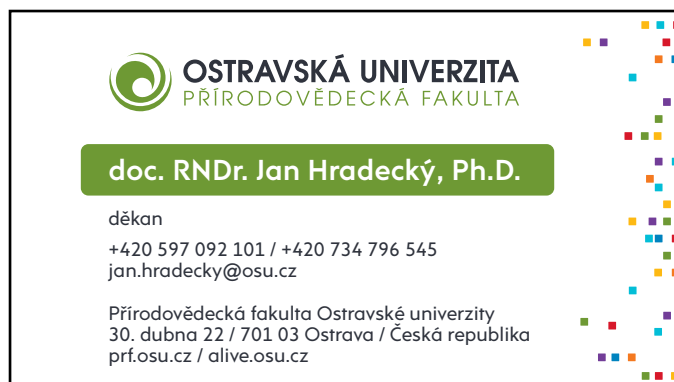 OSTRAVSKÁ UNIVERZITA
PŘÍRODOVĚDECKÁ FAKULTA
doc. RNDr. Jan Hradecký, Ph.D.
děkan
+420 597 092 101 / +420 734 796 545
jan.hradecky@osu.cz
Přírodovědecká fakulta Ostravské univerzity
30. dubna 22 / 701 03 Ostrava / Česká republika
prf.osu.cz / alive.osu.cz